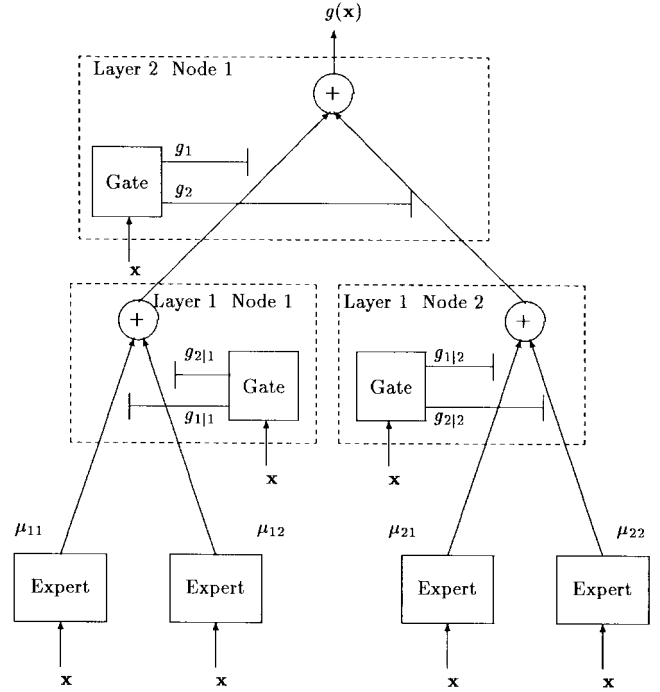 g(x)
Layer 2 Node 1
+
g₁
Gate
g₂
x
Layer 1 Node 1
Layer 1 Node 2
+
+
g₂|₁
g₁|₂
Gate
Gate
g₁|₁
g₂|₂
x
x
μ₁₁
μ₁₂
μ₂₁
μ₂₂
Expert
Expert
Expert
Expert
x
x
x
x